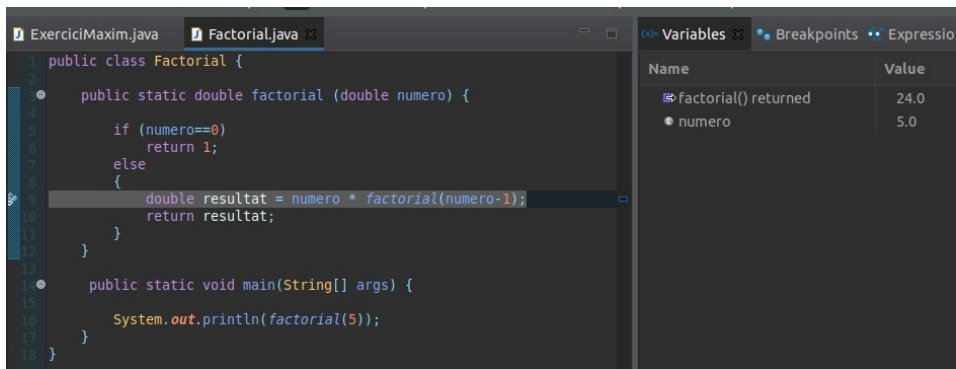 ExerciciMaxim.java Factorial.java
(x)= Variables Breakpoints Expressio
1 public class Factorial {
2
3 public static double factorial (double numero) {
4
5 if (numero==0)
6 return 1;
7 else
8 {
9 double resultat = numero * factorial(numero-1);
10 return resultat;
11 }
12 }
13
14 public static void main(String[] args) {
15
16 System.out.println(factorial(5));
17 }
18 }
Name Value
factorial() returned 24.0
numero 5.0